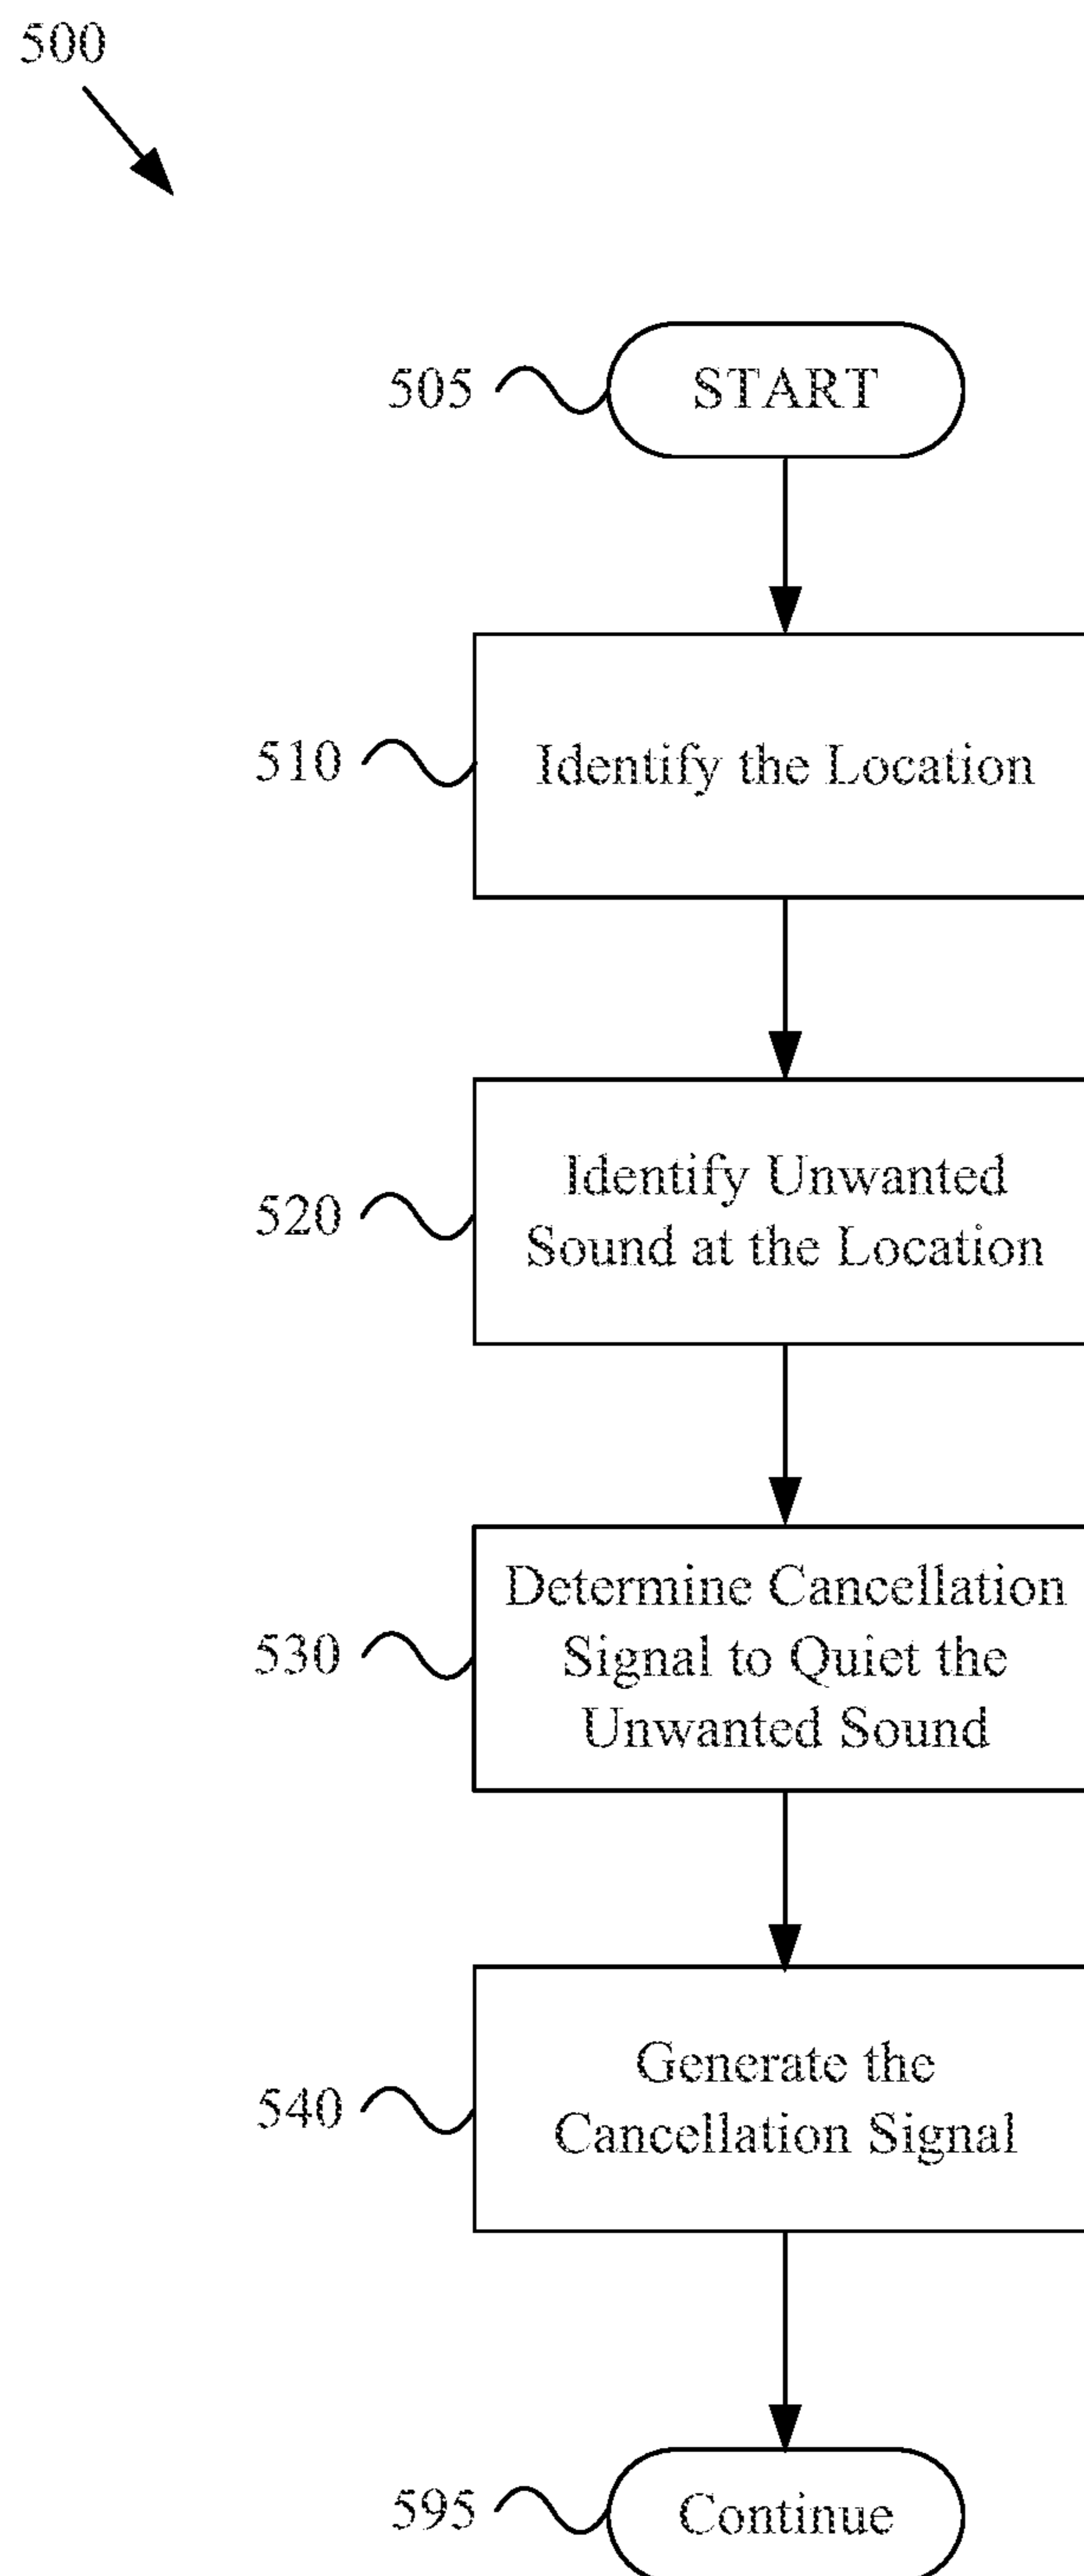 500
505
START
510
Identify the Location
520
Identify Unwanted
Sound at the Location
530
Determine Cancellation
Signal to Quiet the
Unwanted Sound
540
Generate the
Cancellation Signal
595
Continue